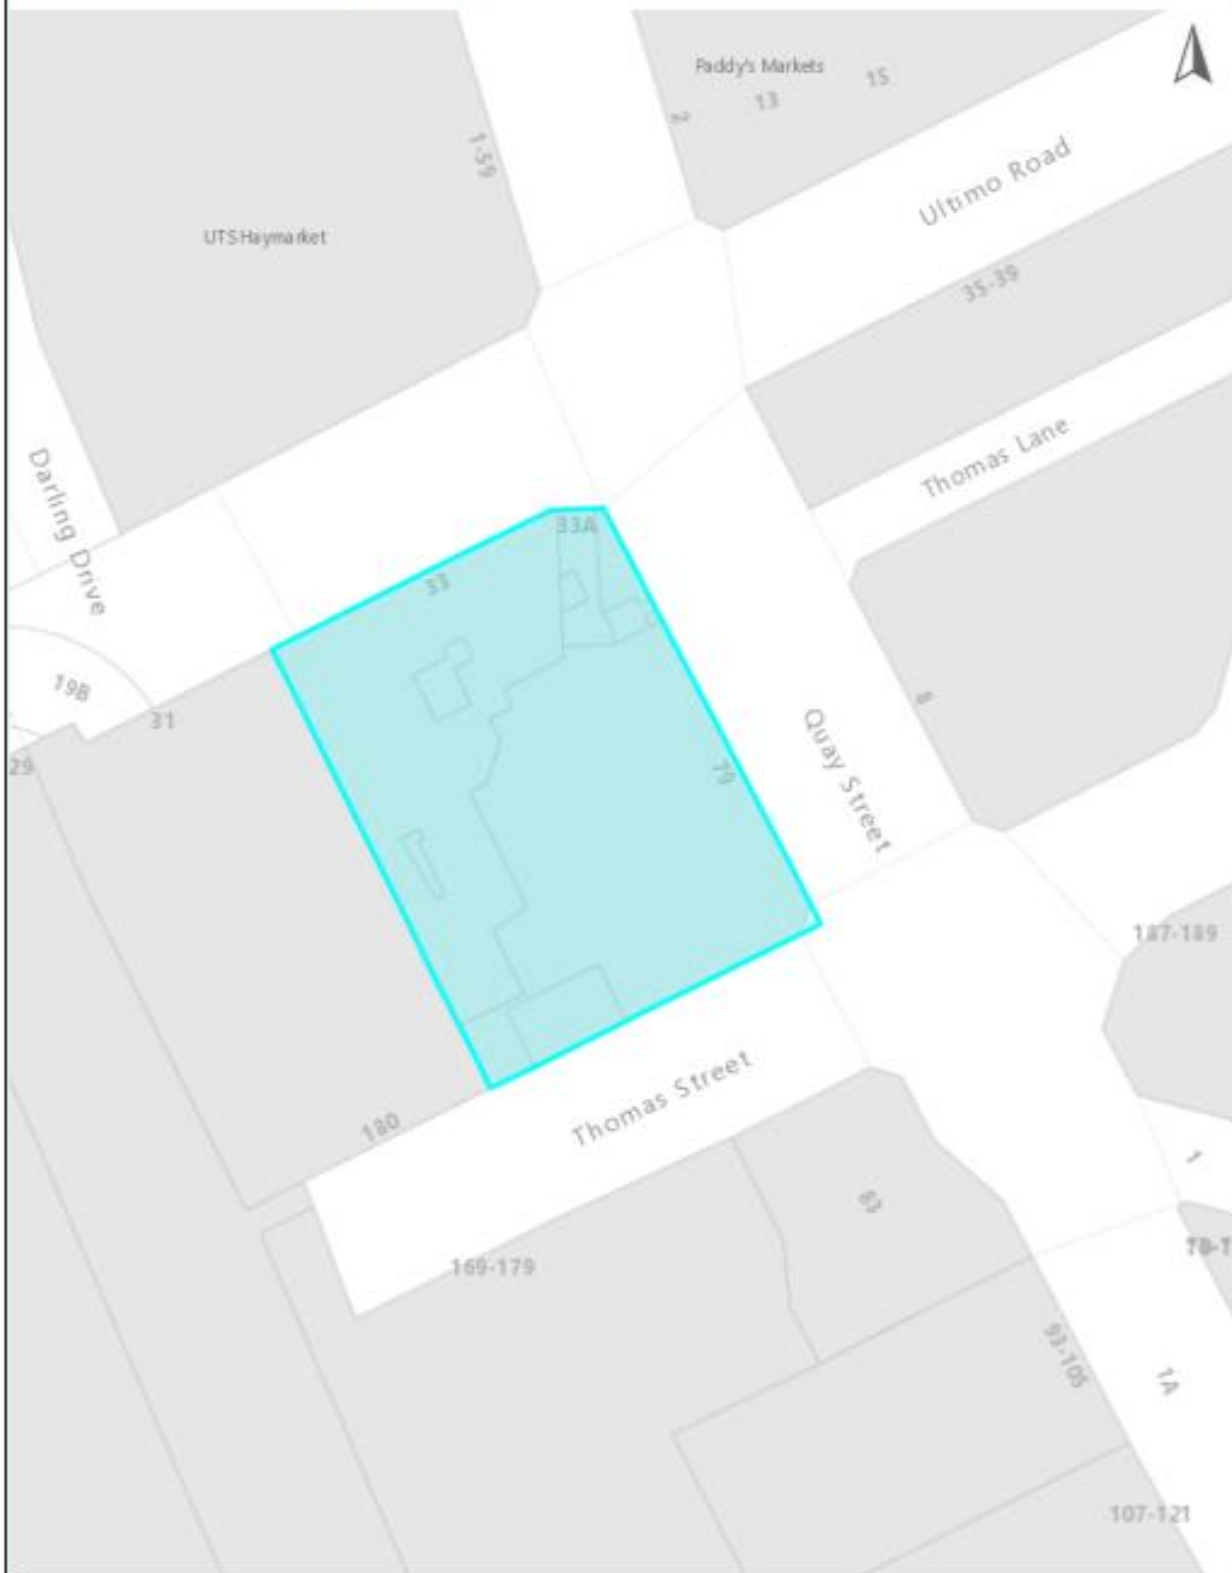 Paddy's Markets
15
13
2
1-59
Ultimo Road
UTS Haymarket
35-39
Thomas Lane
Darling Drive
33A
33
19B
31
8
29
79
Quay Street
187-189
Thomas Street
180
1
83
169-179
93-105
1A
107-121